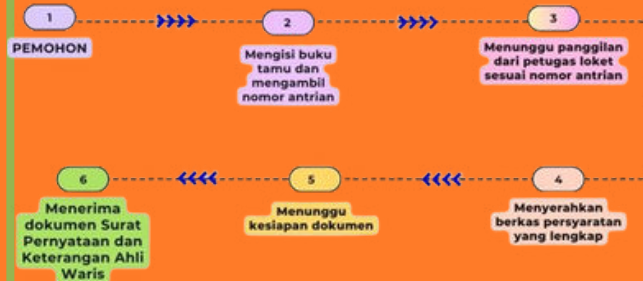 1
PEMOHON
2
Mengisi buku
tamu dan
mengambil
nomor antrian
3
Menunggu panggilan
dari petugas loket
sesuai nomor antrian
4
Menyerahkan
berkas persyaratan
yang lengkap
5
Menunggu
kesiapan dokumen
6
Menerima
dokumen Surat
Pernyataan dan
Keterangan Ahli
Waris